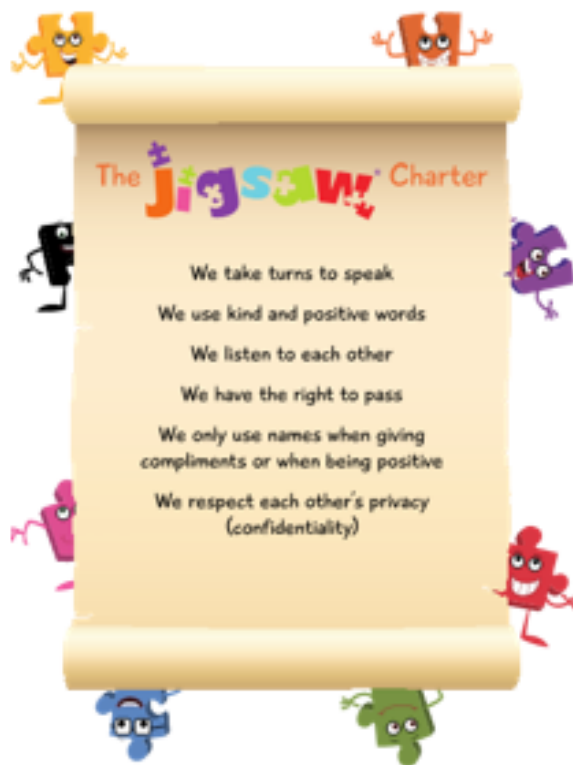 The Jigsaw Charter
We take turns to speak
We use kind and positive words
We listen to each other
We have the right to pass
We only use names when giving
compliments or when being positive
We respect each other's privacy
(confidentiality)